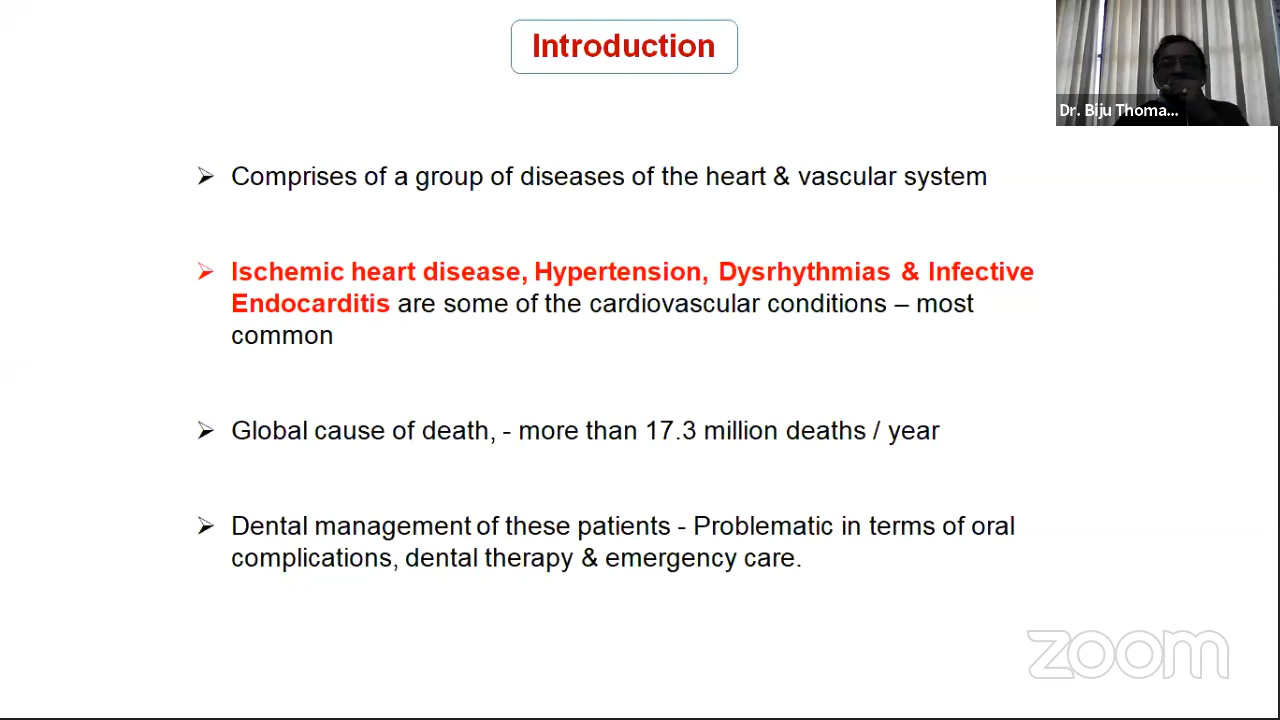 Introduction
Dr. Biju Thoma...
➢ Comprises of a group of diseases of the heart & vascular system
➢ Ischemic heart disease, Hypertension, Dysrhythmias & Infective
Endocarditis are some of the cardiovascular conditions – most
common
➢ Global cause of death, - more than 17.3 million deaths / year
➢ Dental management of these patients - Problematic in terms of oral
complications, dental therapy & emergency care.
zoom